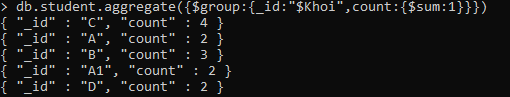 > db.student.aggregate({$group:{_id:"$Khoi",count:{$sum:1}}})
{ "_id" : "C", "count" : 4 }
{ "_id" : "A", "count" : 2 }
{ "_id" : "B", "count" : 3 }
{ "_id" : "A1", "count" : 2 }
{ "_id" : "D", "count" : 2 }